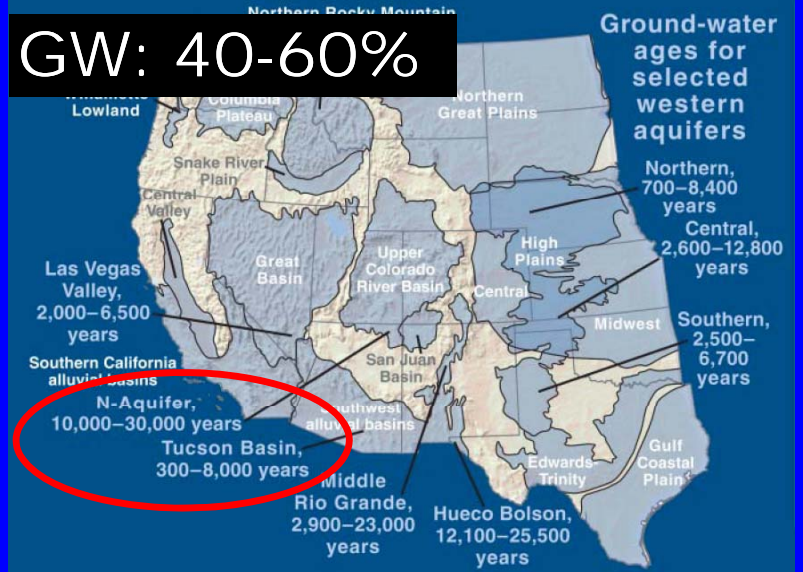 Northern Rocky Mountain
GW: 40-60%
Ground-water
ages for
selected
western
aquifers
Lowland
Columbia
Plateau
Northern
Great Plains
Snake River
Plain
Central
Valley
Northern,
700–8,400
years
Central,
2,600–12,800
years
High
Plains
Great
Basin
Upper
Colorado
River Basin
Central
Las Vegas
Valley,
2,000–6,500
years
Midwest
Southern,
2,500–
6,700
years
Southern California
alluvial basins
San Juan
Basin
N-Aquifer,
10,000–30,000 years
Southwest
alluvial basins
Tucson Basin,
300–8,000 years
Edwards-
Trinity
Gulf
Coastal
Plain
Middle
Rio Grande,
2,900–23,000
years
Hueco Bolson,
12,100–25,500
years